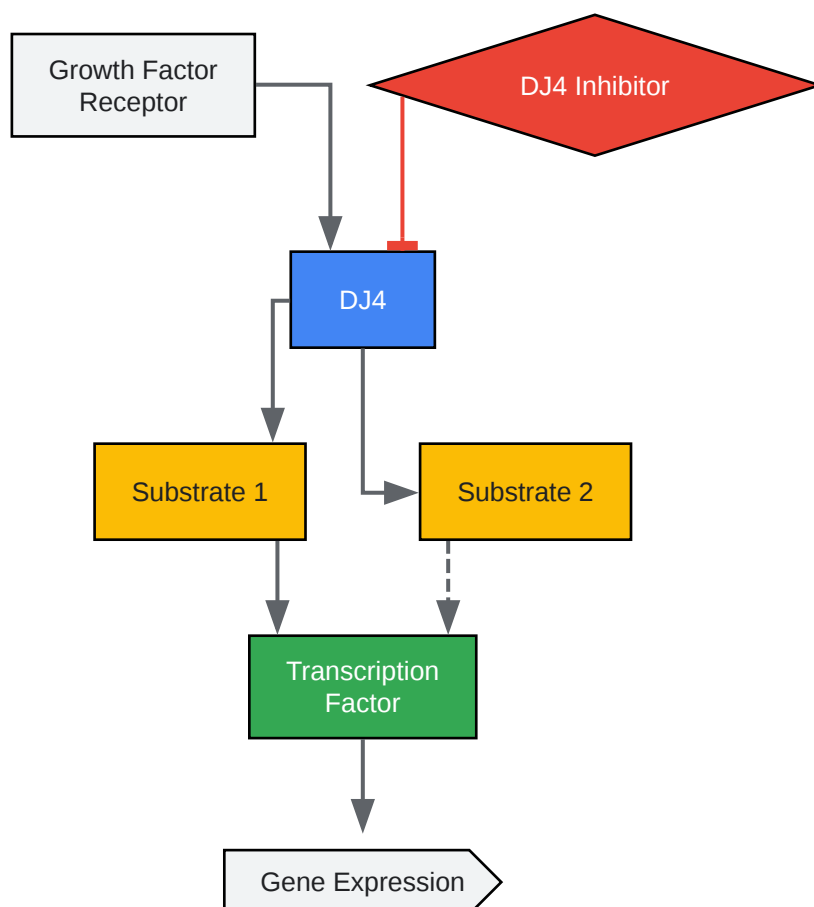 Growth Factor
Receptor
DJ4 Inhibitor
DJ4
Substrate 1
Substrate 2
Transcription
Factor
Gene Expression